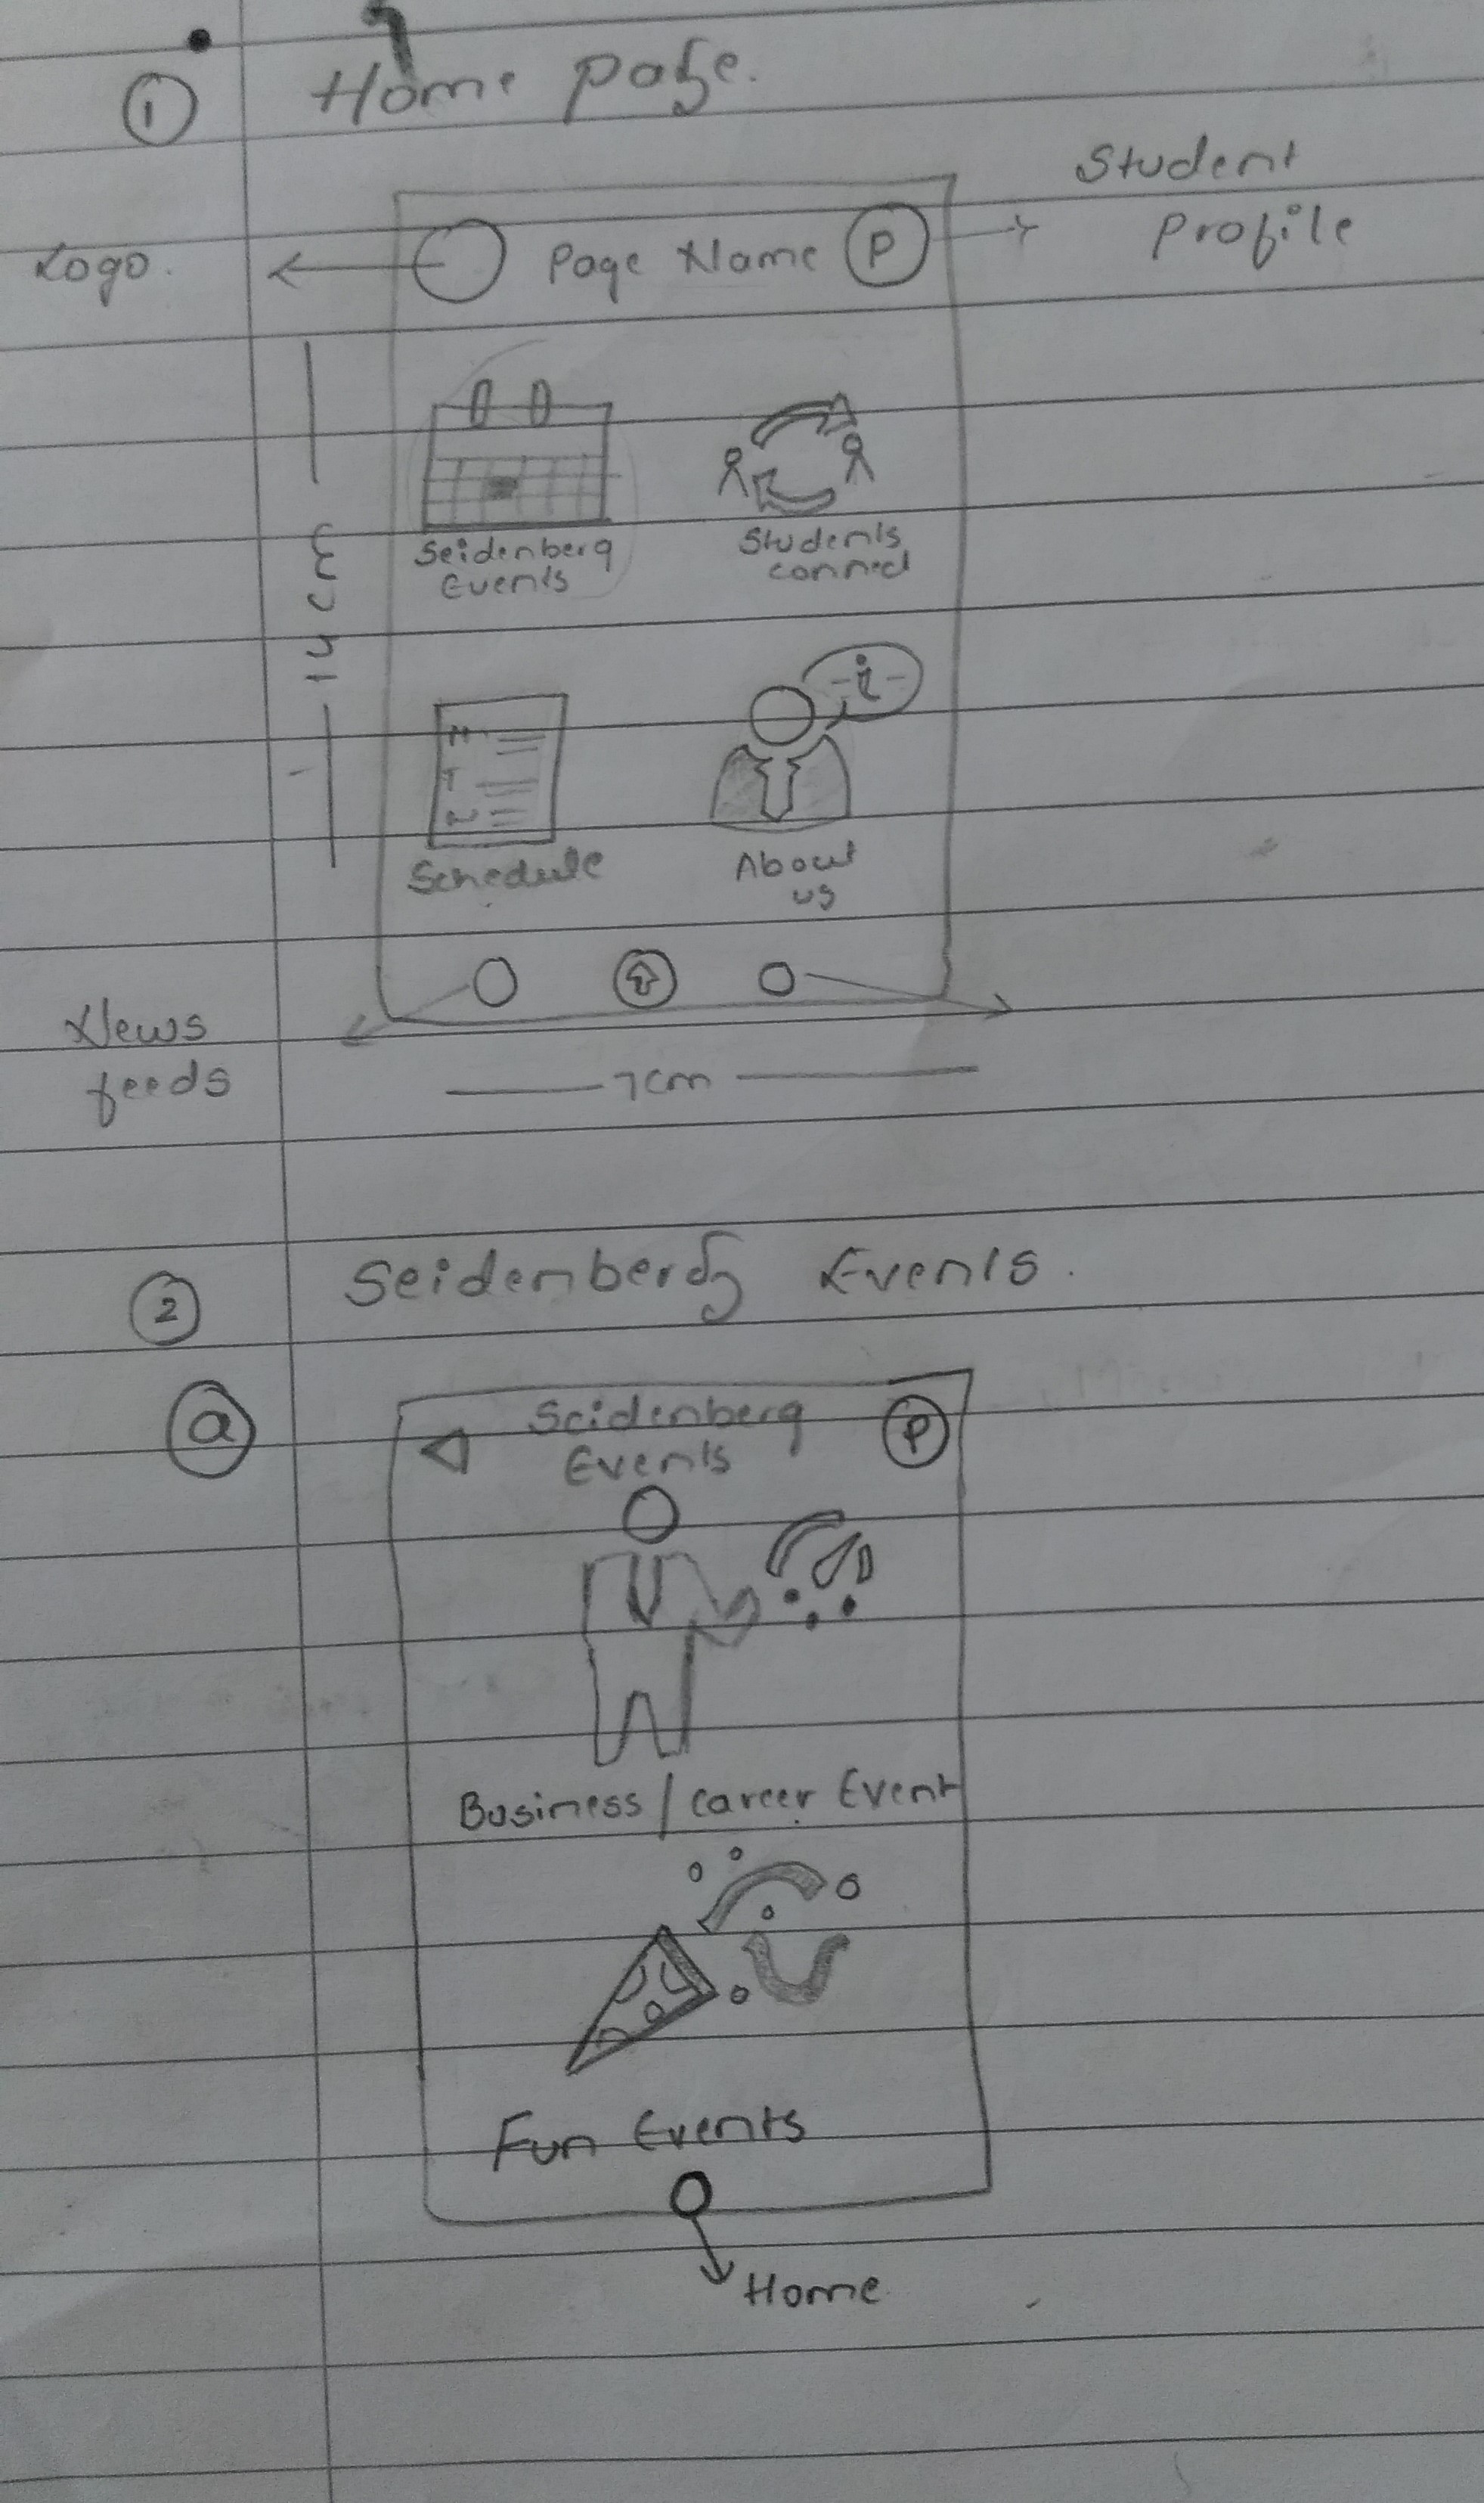 1
Home page.
Student
Profile
Logo.
Page Name P
Seidenberg
Events
Students
connect
14 cm
i
Schedule
About
us
News
feeds
7cm
2
Seidenberg Events.
a
Seidenberg
Events
P
Business / career Event
Fun Events
Home